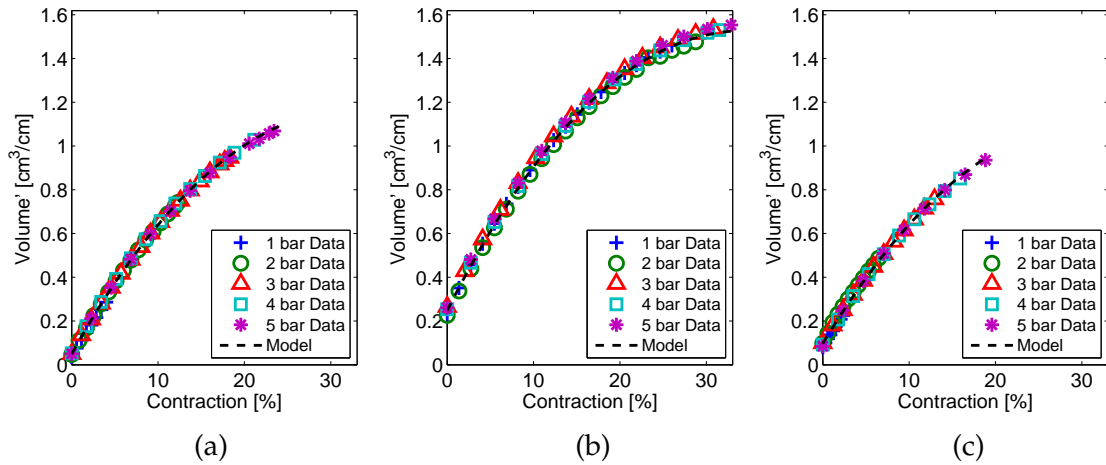 1.6
1.4
1.2
1
0.8
0.6
0.4
0.2
0
Volume' [cm³/cm]
0 10 20 30
Contraction [%]
1 bar Data
2 bar Data
3 bar Data
4 bar Data
5 bar Data
Model
(a)
1.6
1.4
1.2
1
0.8
0.6
0.4
0.2
0
Volume' [cm³/cm]
0 10 20 30
Contraction [%]
1 bar Data
2 bar Data
3 bar Data
4 bar Data
5 bar Data
Model
(b)
1.6
1.4
1.2
1
0.8
0.6
0.4
0.2
0
Volume' [cm³/cm]
0 10 20 30
Contraction [%]
1 bar Data
2 bar Data
3 bar Data
4 bar Data
5 bar Data
Model
(c)